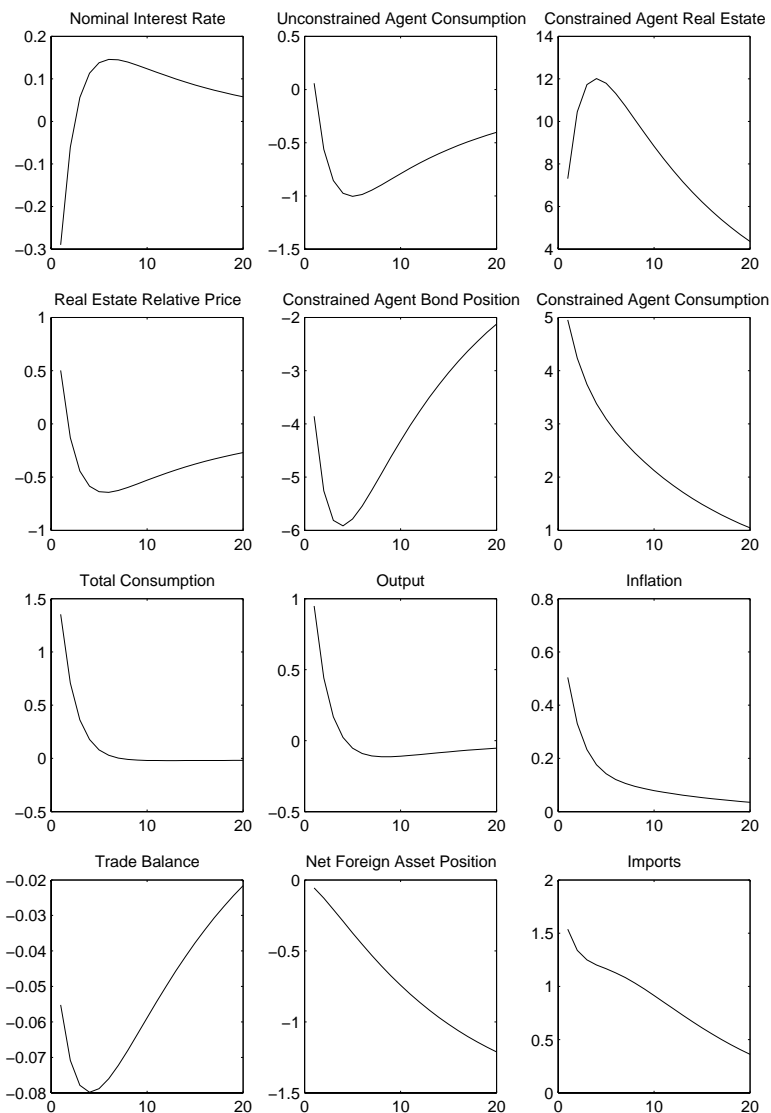 Nominal Interest Rate
0.2
0.1
0
−0.1
−0.2
−0.3
0 10 20
Unconstrained Agent Consumption
0.5
0
−0.5
−1
−1.5
0 10 20
Constrained Agent Real Estate
14
12
10
8
6
4
0 10 20
Real Estate Relative Price
1
0.5
0
−0.5
−1
0 10 20
Constrained Agent Bond Position
−2
−3
−4
−5
−6
0 10 20
Constrained Agent Consumption
5
4
3
2
1
0 10 20
Total Consumption
1.5
1
0.5
0
−0.5
0 10 20
Output
1
0.5
0
−0.5
0 10 20
Inflation
0.8
0.6
0.4
0.2
0
0 10 20
Trade Balance
−0.02
−0.03
−0.04
−0.05
−0.06
−0.07
−0.08
0 10 20
Net Foreign Asset Position
0
−0.5
−1
−1.5
0 10 20
Imports
2
1.5
1
0.5
0
0 10 20